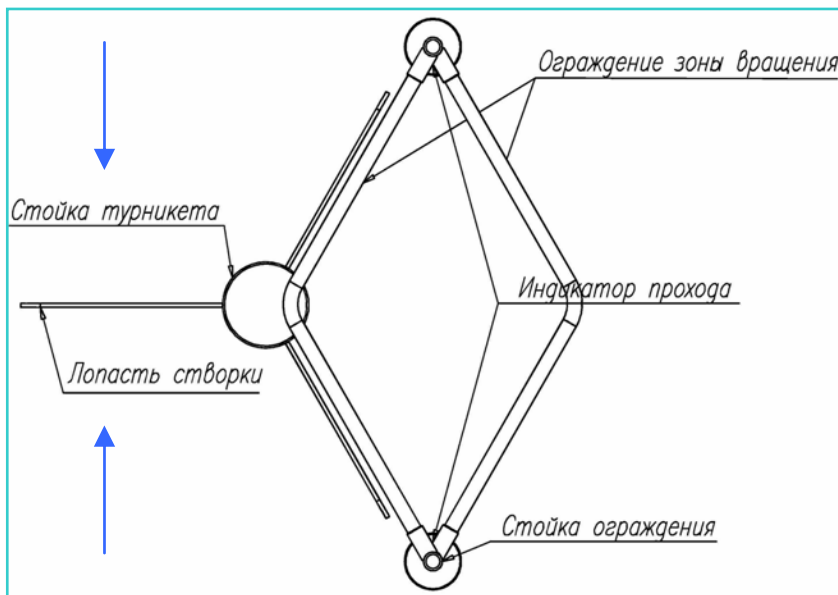 Ограждение зоны вращения
Стойка турникета
Индикатор прохода
Лопасть створки
Стойка ограждения